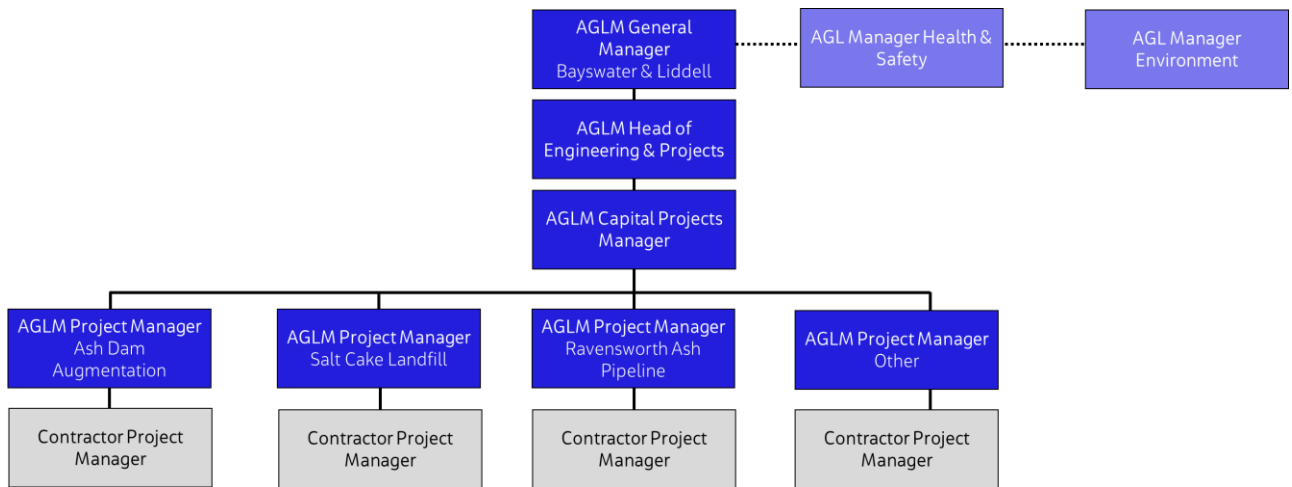 AGLM General
Manager
Bayswater & Liddell
AGL Manager Health &
Safety
AGL Manager
Environment
AGLM Head of
Engineering & Projects
AGLM Capital Projects
Manager
AGLM Project Manager
Ash Dam
Augmentation
AGLM Project Manager
Salt Cake Landfill
AGLM Project Manager
Ravensworth Ash
Pipeline
AGLM Project Manager
Other
Contractor Project
Manager
Contractor Project
Manager
Contractor Project
Manager
Contractor Project
Manager